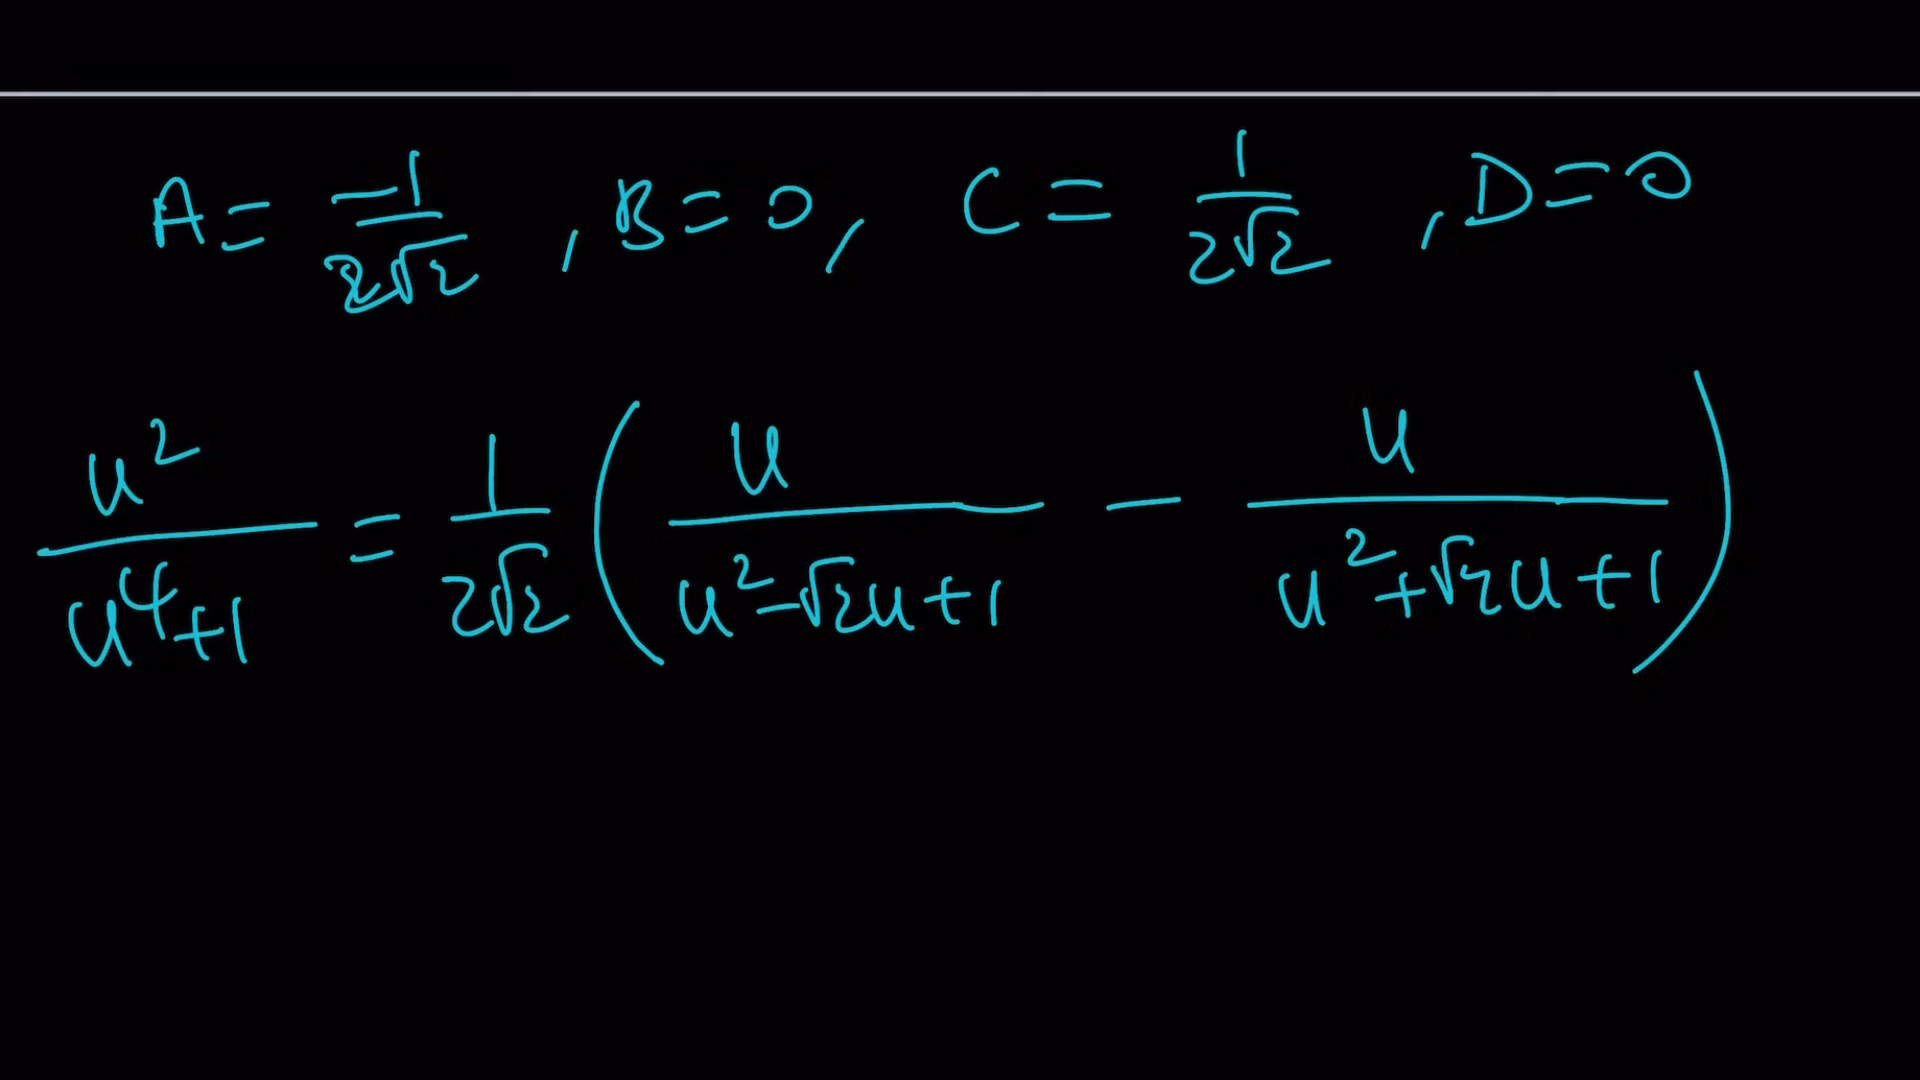 A = -1/2√2 , B = 0, C = 1/2√2 , D = 0
u²/u⁴+1 = 1/2√2 ( u/u²-√2u+1 - u/u²+√2u+1 )